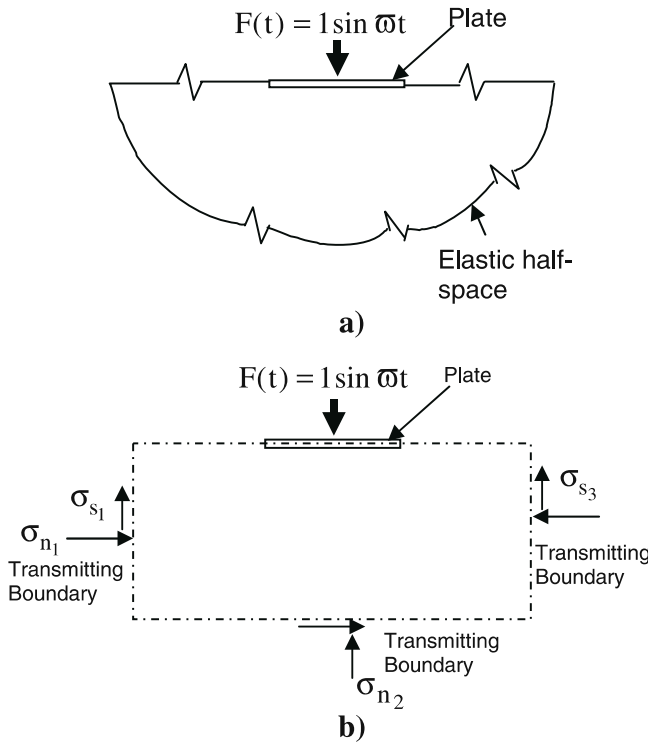 F(t) = 1sin ϖt
Plate
Elastic half-
space
a)
F(t) = 1sin ϖt
Plate
σs1
σn1
Transmitting
Boundary
σs3
Transmitting
Boundary
Transmitting
Boundary
σn2
b)